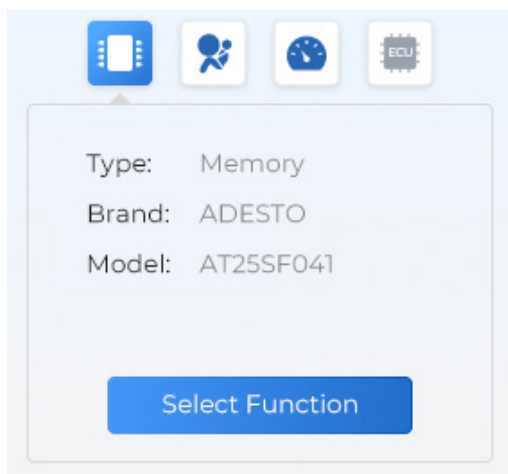 ECU
Type: Memory
Brand: ADESTO
Model: AT25SF041
Select Function